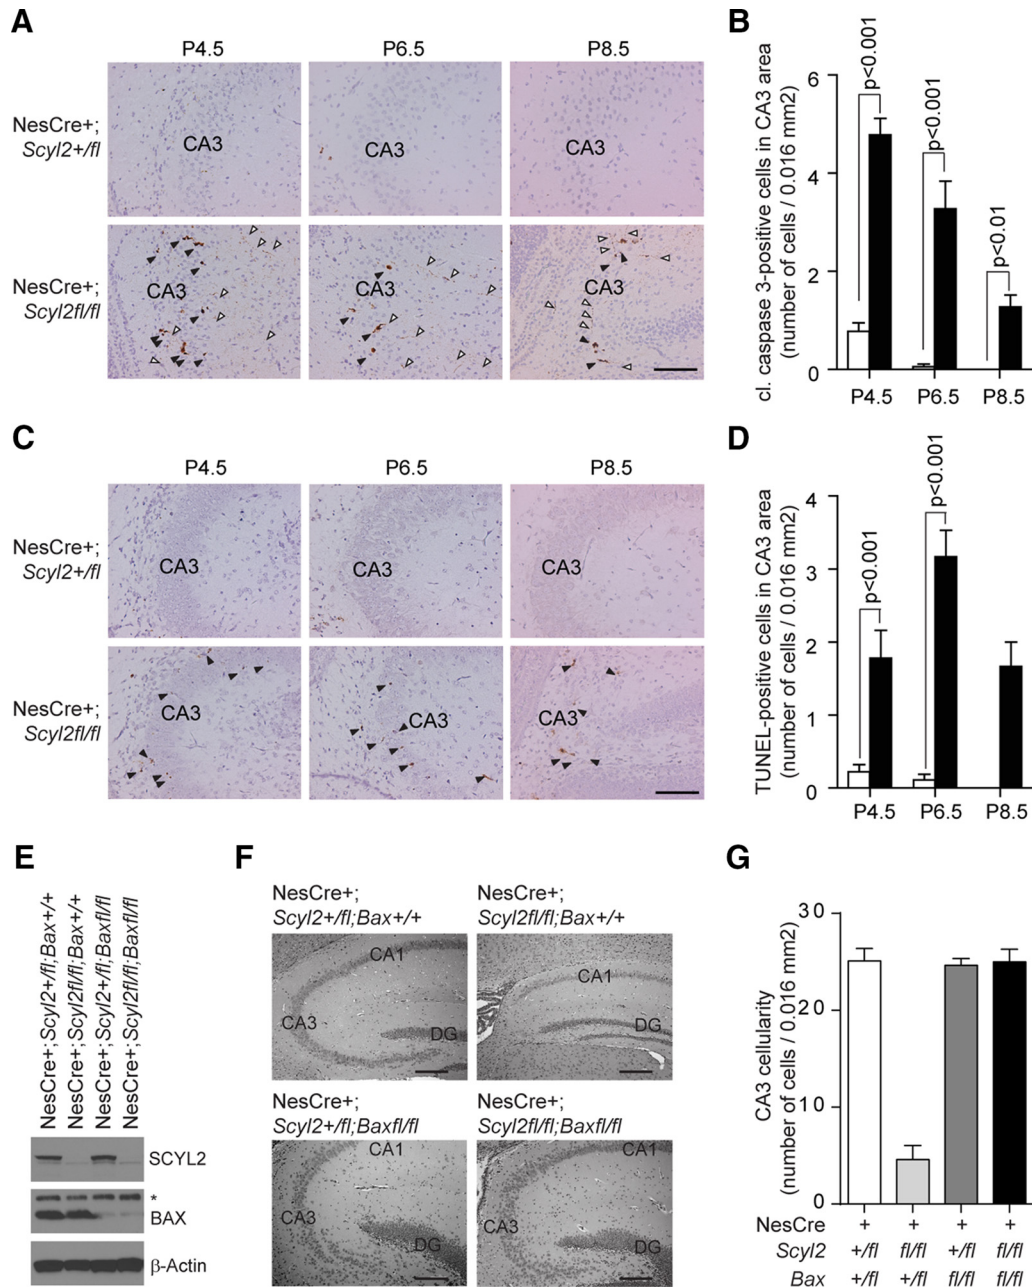 A
P4.5
P6.5
P8.5
NesCre+;
Scyl2+/fl
CA3
CA3
CA3
NesCre+;
Scyl2fl/fl
CA3
CA3
CA3
B
cl. caspase 3-positive cells in CA3 area
(number of cells / 0.016 mm2)
6
4
2
0
p<0.001
p<0.001
p<0.01
P4.5
P6.5
P8.5
C
P4.5
P6.5
P8.5
NesCre+;
Scyl2+/fl
CA3
CA3
CA3
NesCre+;
Scyl2fl/fl
CA3
CA3
CA3
D
TUNEL-positive cells in CA3 area
(number of cells / 0.016 mm2)
4
3
2
1
0
p<0.001
p<0.001
P4.5
P6.5
P8.5
E
NesCre+;Scyl2+/fl;Bax+/+
NesCre+;Scyl2fl/fl;Bax+/+
NesCre+;Scyl2+/fl;Baxfl/fl
NesCre+;Scyl2fl/fl;Baxfl/fl
SCYL2
*
BAX
β-Actin
F
NesCre+;
Scyl2+/fl;Bax+/+
NesCre+;
Scyl2fl/fl;Bax+/+
CA1
CA3
DG
CA1
DG
NesCre+;
Scyl2+/fl;Baxfl/fl
NesCre+;
Scyl2fl/fl;Baxfl/fl
CA1
CA3
DG
CA1
CA3
DG
G
CA3 cellularity
(number of cells / 0.016 mm2)
30
20
10
0
NesCre + + + +
Scyl2 +/fl fl/fl +/fl fl/fl
Bax +/fl +/fl fl/fl fl/fl